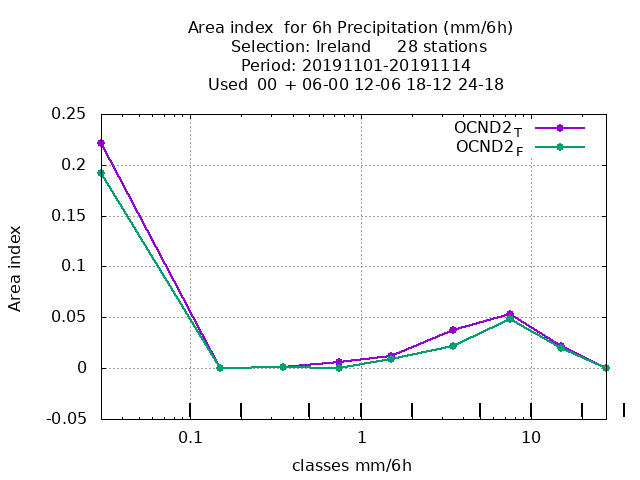 Area index  for 6h Precipitation (mm/6h)
Selection: Ireland     28 stations
Period: 20191101-20191114
Used  00  + 06-00 12-06 18-12 24-18
OCND2T
OCND2F
0.25
0.2
0.15
0.1
0.05
0
-0.05
Area index
0.1
1
10
classes mm/6h